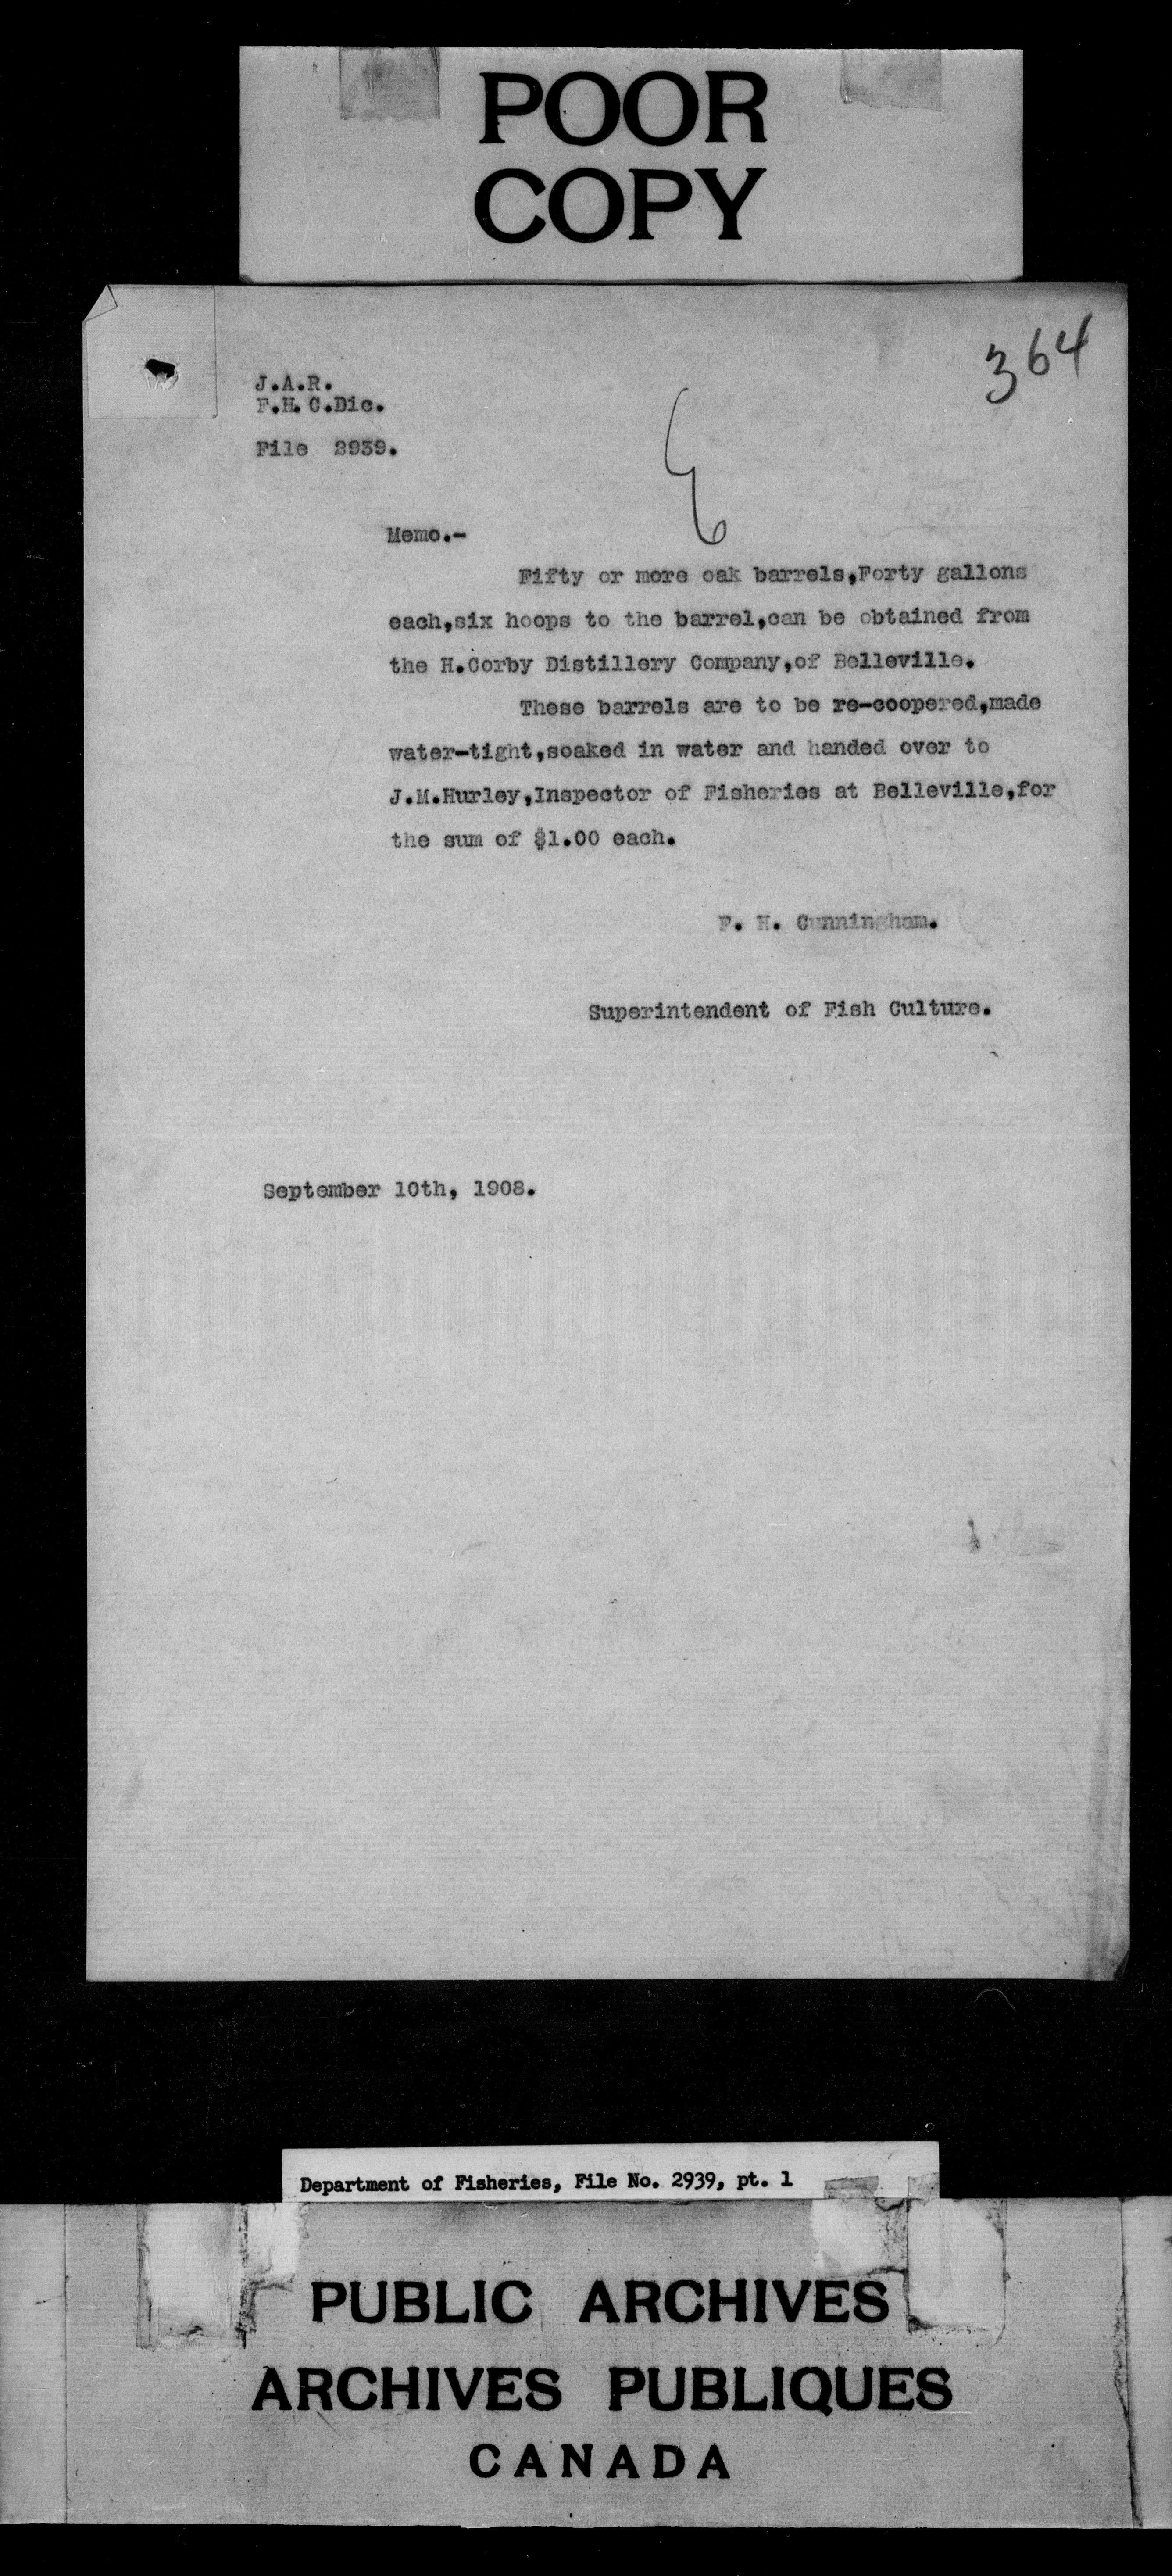 POOR
COPY
364
J.A.R.
F.H.C.Dic.
File 2939.
Memo.-
Fifty or more oak barrels,Forty gallons
each,six hoops to the barrel,can be obtained from
the H.Corby Distillery Company,of Belleville.
These barrels are to be re-coopered,made
water-tight,soaked in water and handed over to
J.M.Hurley,Inspector of Fisheries at Belleville,for
the sum of $1.00 each.
F. H. Cunningham.
Superintendent of Fish Culture.
September 10th, 1908.
Department of Fisheries, File No. 2939, pt. 1
PUBLIC ARCHIVES
ARCHIVES PUBLIQUES
CANADA